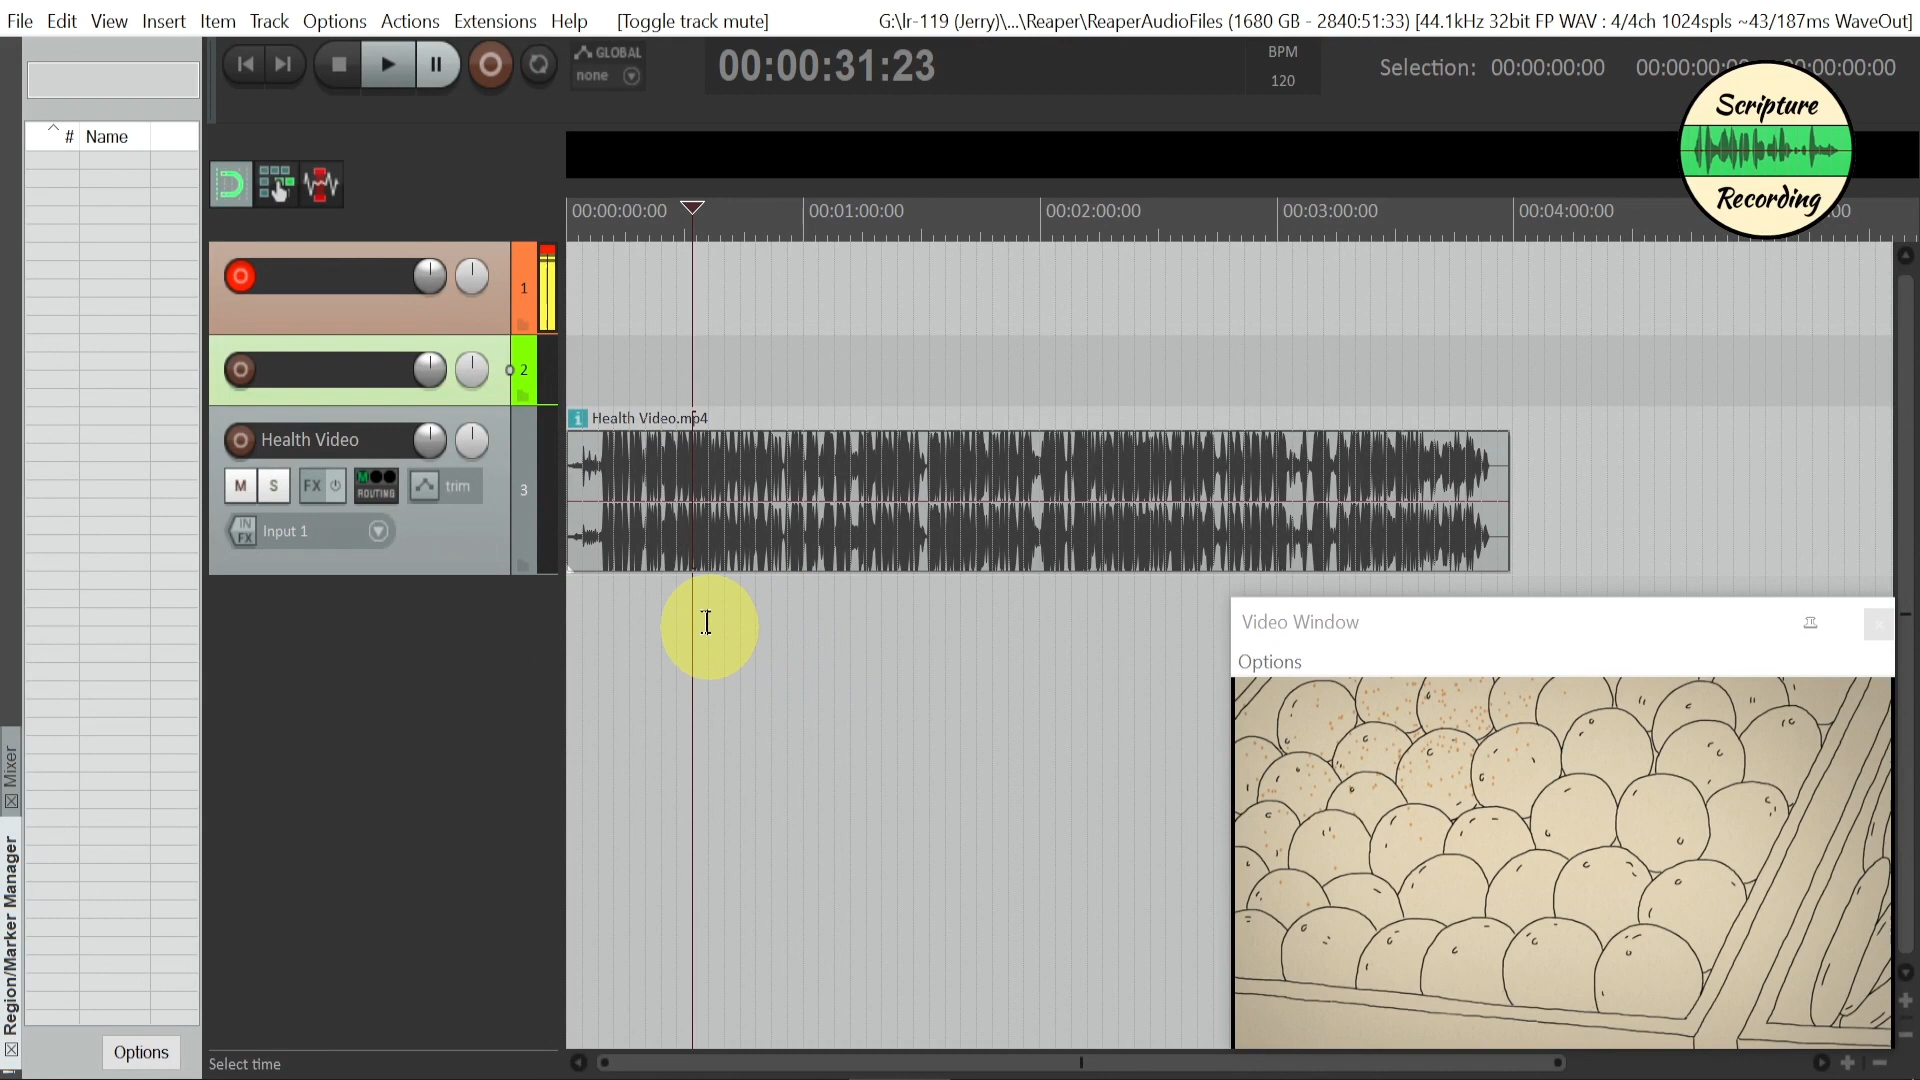 File Edit View Insert Item Track Options Actions Extensions Help [Toggle track mute] G:\lr-119 (Jerry)\...\Reaper\ReaperAudioFiles (1680 GB - 2840:51:33) [44.1kHz 32bit FP WAV : 4/4ch 1024spls ~43/187ms WaveOut]
GLOBAL
none
00:00:31:23
BPM
120
Selection: 00:00:00:00
Scripture
Recording
# Name
00:00:00:00 00:01:00:00 00:02:00:00 00:03:00:00 00:04:00:00
1
2
Health Video.mp4
Health Video
M S FX ROUTING trim
3
IN FX Input 1
Video Window
Options
Mixer
Region/Marker Manager
Options
Select time